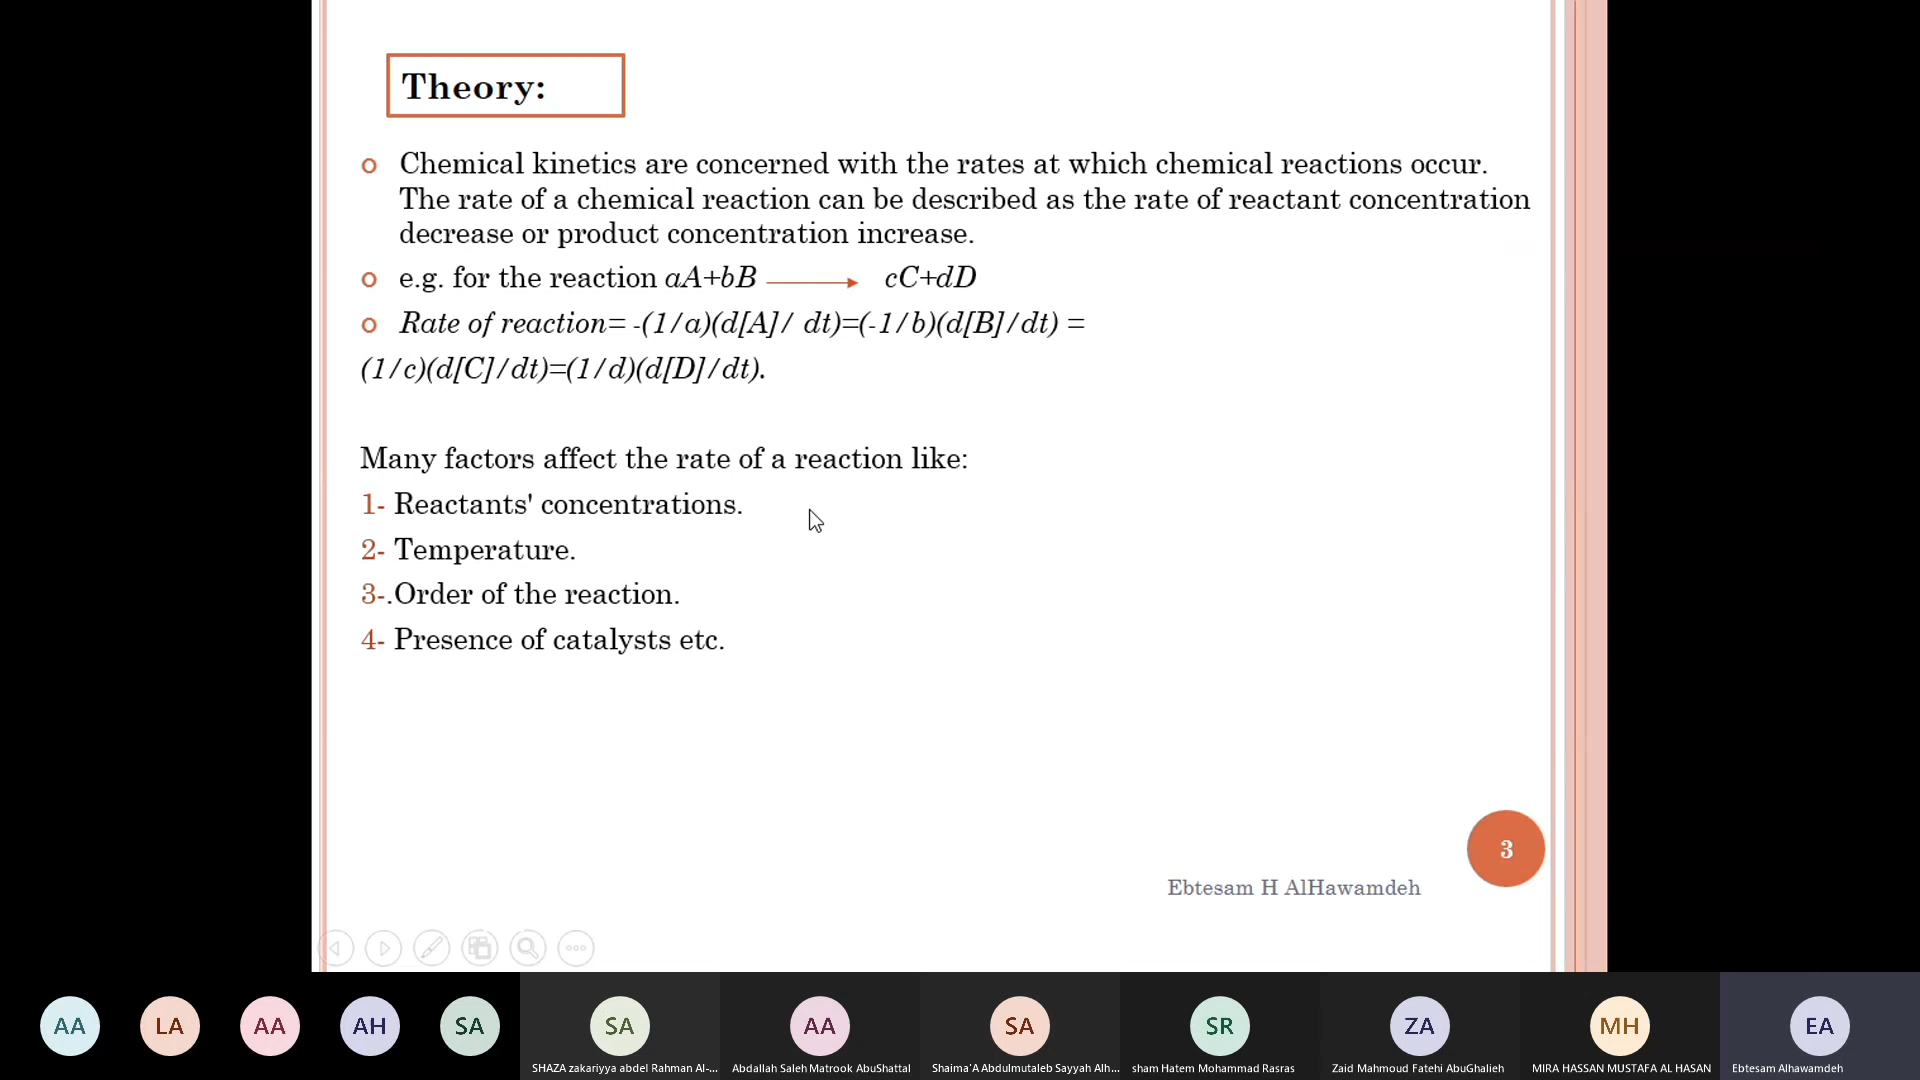 Theory:
Chemical kinetics are concerned with the rates at which chemical reactions occur.
The rate of a chemical reaction can be described as the rate of reactant concentration
decrease or product concentration increase.
e.g. for the reaction aA+bB → cC+dD
Rate of reaction= -(1/a)(d[A]/ dt)=(-1/b)(d[B]/dt) =
(1/c)(d[C]/dt)=(1/d)(d[D]/dt).
Many factors affect the rate of a reaction like:
1- Reactants' concentrations.
2- Temperature.
3-.Order of the reaction.
4- Presence of catalysts etc.
3
Ebtesam H AlHawamdeh
AA LA AA AH SA SA AA SA SR ZA MH EA
SHAZA zakariyya abdel Rahman Al-... Abdallah Saleh Matrook AbuShattal Shaima'A Abdulmutaleb Sayyah Alh... sham Hatem Mohammad Rasras Zaid Mahmoud Fatehi AbuGhalieh MIRA HASSAN MUSTAFA AL HASAN Ebtesam Alhawamdeh